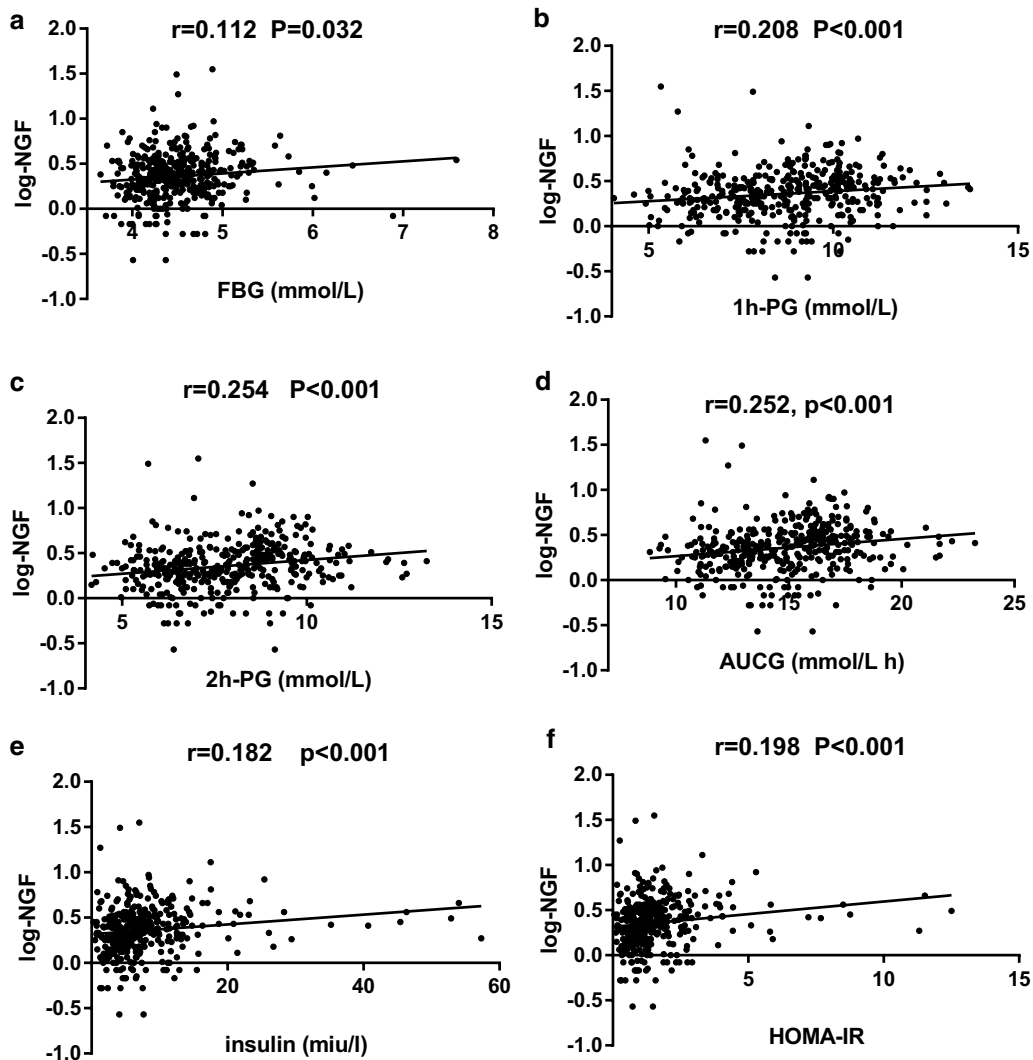 a
r=0.112 P=0.032
2.0
1.5
1.0
0.5
0.0
-0.5
-1.0
log-NGF
4 5 6 7 8
FBG (mmol/L)
b
r=0.208 P<0.001
2.0
1.5
1.0
0.5
0.0
-0.5
-1.0
log-NGF
5 10 15
1h-PG (mmol/L)
c
r=0.254 P<0.001
2.0
1.5
1.0
0.5
0.0
-0.5
-1.0
log-NGF
5 10 15
2h-PG (mmol/L)
d
r=0.252, p<0.001
2.0
1.5
1.0
0.5
0.0
-0.5
-1.0
log-NGF
10 15 20 25
AUCG (mmol/L h)
e
r=0.182 p<0.001
2.0
1.5
1.0
0.5
0.0
-0.5
-1.0
log-NGF
20 40 60
insulin (miu/l)
f
r=0.198 P<0.001
2.0
1.5
1.0
0.5
0.0
-0.5
-1.0
log-NGF
5 10 15
HOMA-IR